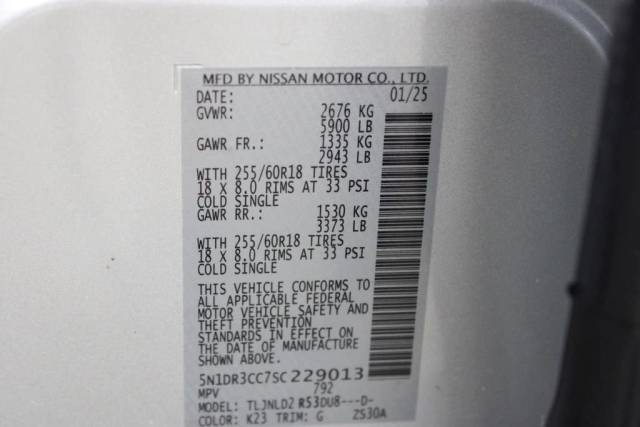 MFD BY NISSAN MOTOR CO., LTD.
DATE: 01/25
GVWR: 2676 KG
5900 LB
GAWR FR.: 1335 KG
2943 LB
WITH 255/60R18 TIRES
18 X 8.0 RIMS AT 33 PSI
COLD SINGLE
GAWR RR.: 1530 KG
3373 LB
WITH 255/60R18 TIRES
18 X 8.0 RIMS AT 33 PSI
COLD SINGLE
THIS VEHICLE CONFORMS TO
ALL APPLICABLE FEDERAL
MOTOR VEHICLE SAFETY AND
THEFT PREVENTION
STANDARDS IN EFFECT ON
THE DATE OF MANUFACTURE
SHOWN ABOVE.
5N1DR3CC7SC229013
MPV 792
MODEL: TLJNLD2 R53DU8---D-
COLOR: K23 TRIM: G ZS30A